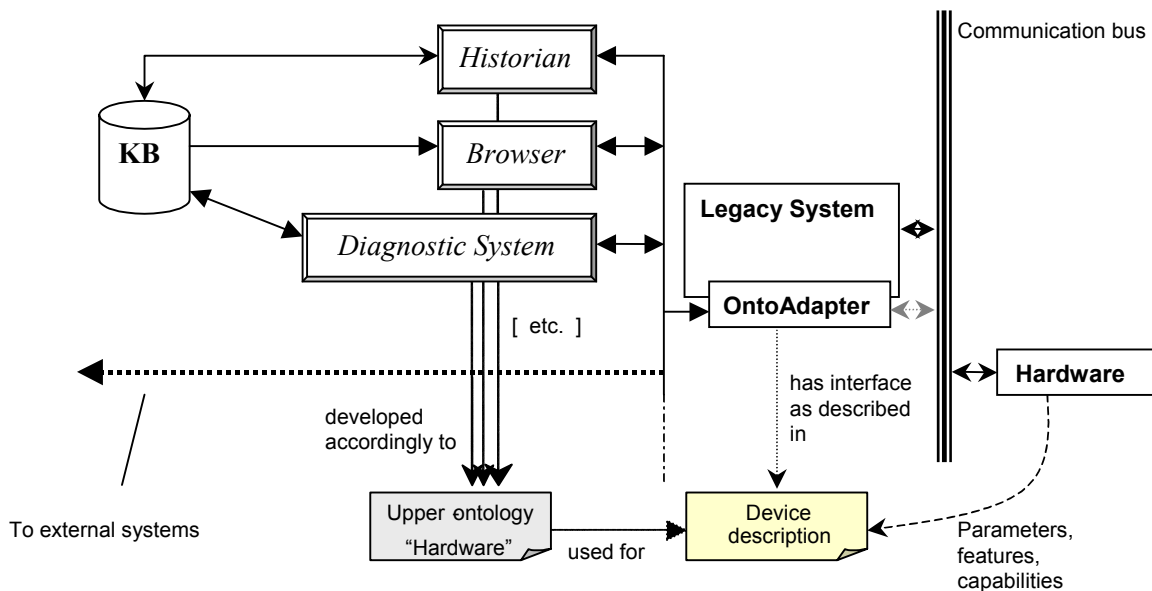 Communication bus
Historian
KB
Browser
Legacy System
Diagnostic System
OntoAdapter
[ etc. ]
Hardware
has interface
as described
in
developed
accordingly to
To external systems
Upper ontology
“Hardware”
used for
Device
description
Parameters,
features,
capabilities